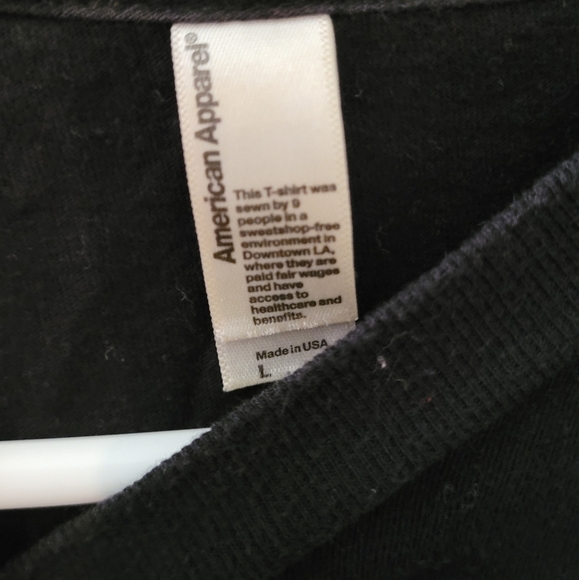 American Apparel®
This T-shirt was
sewn by 9
people in a
sweatshop-free
environment in
Downtown LA,
where they are
paid fair wages
and have
access to
healthcare and
benefits.
Made in USA
L